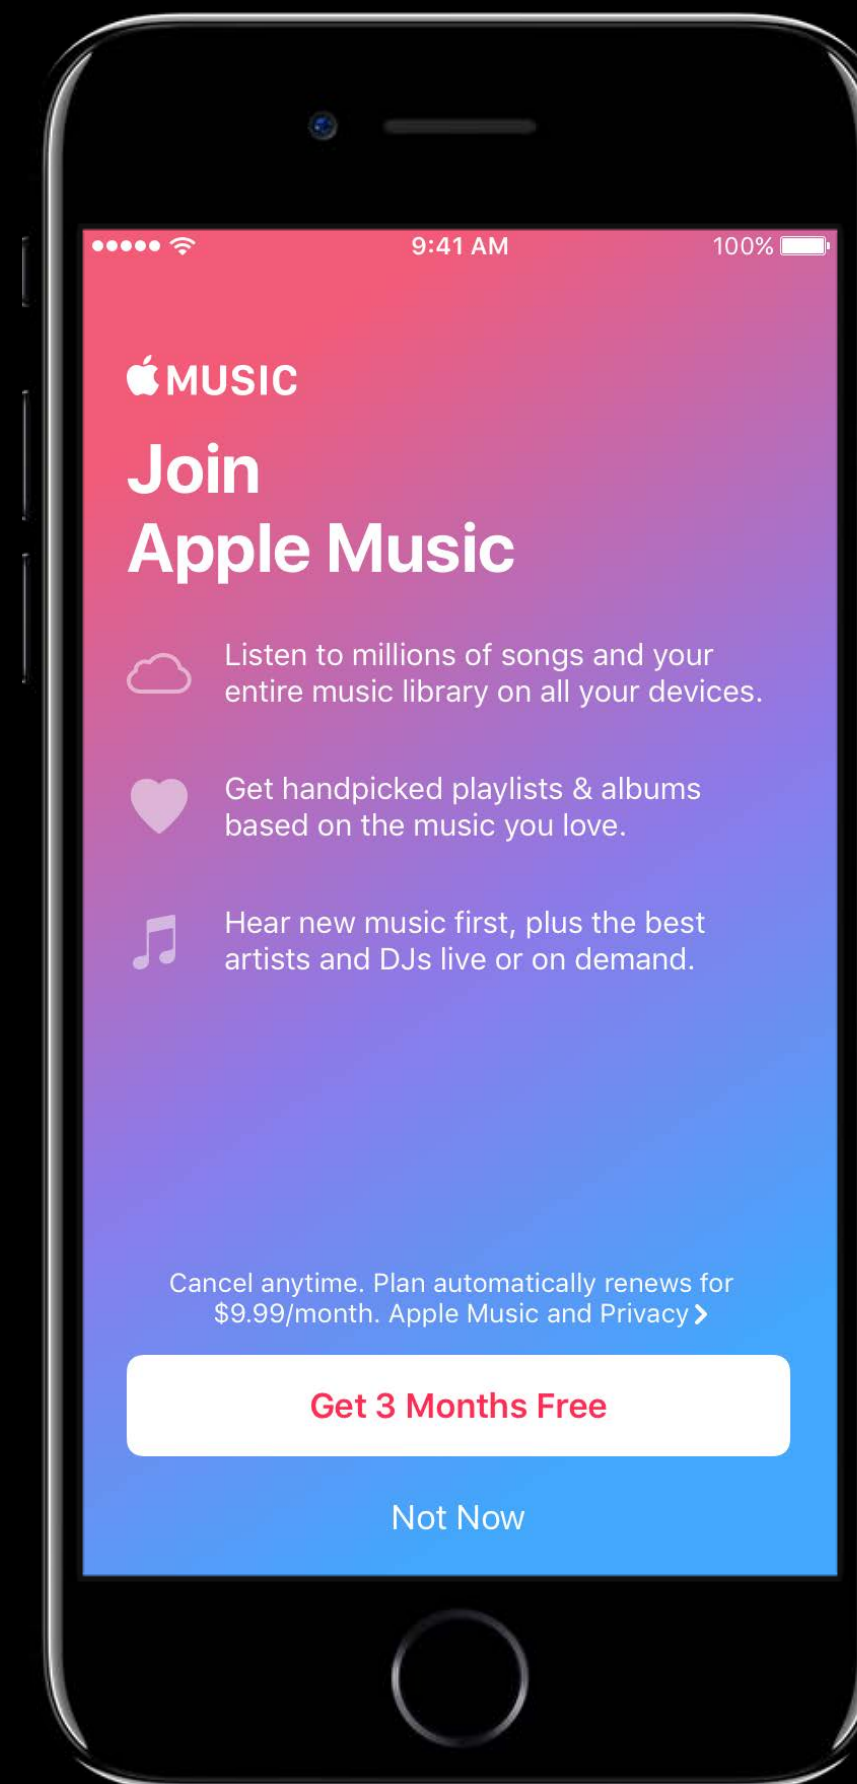 9:41 AM 100%
MUSIC
Join
Apple Music
Listen to millions of songs and your
entire music library on all your devices.
Get handpicked playlists & albums
based on the music you love.
Hear new music first, plus the best
artists and DJs live or on demand.
Cancel anytime. Plan automatically renews for
$9.99/month. Apple Music and Privacy
Get 3 Months Free
Not Now